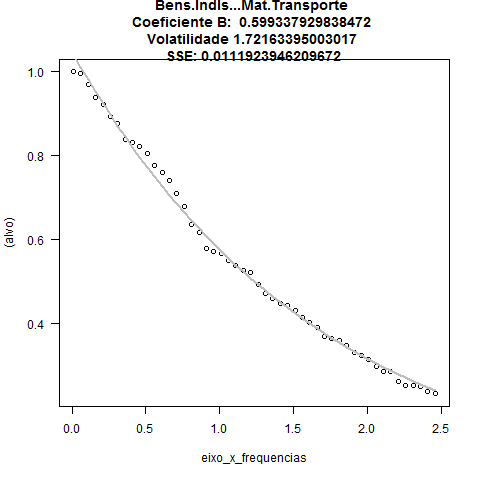 Bens.Indis...Mat.Transporte
Coeficiente B:  0.599337929838472
Volatilidade 1.72163395003017
SSE: 0.0111923946209672
1.0
0.8
0.6
0.4
(alvo)
0.0 0.5 1.0 1.5 2.0 2.5
eixo_x_frequencias